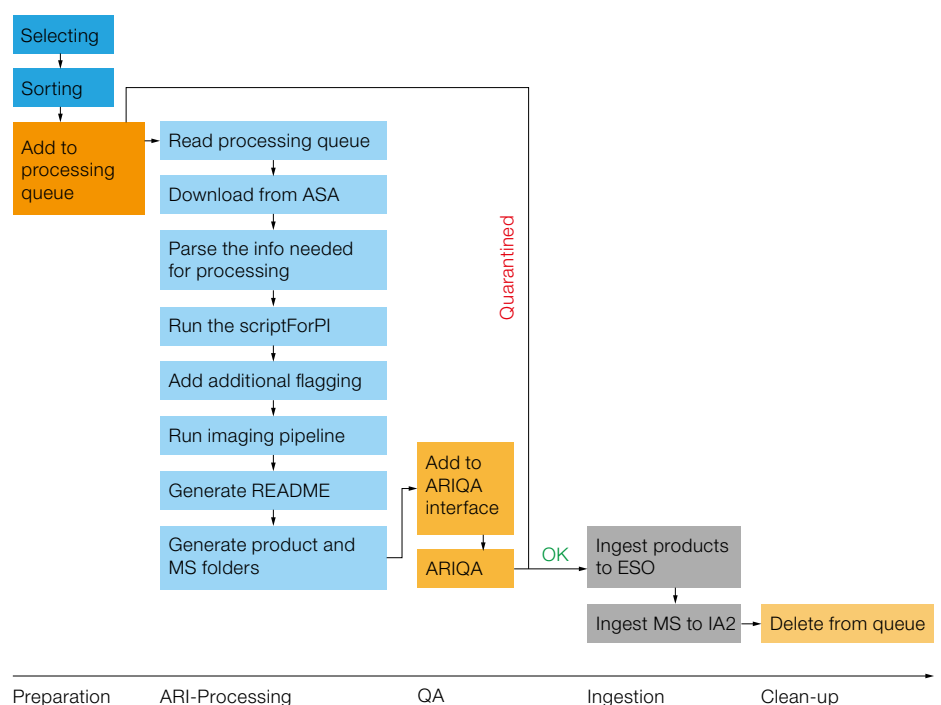 Selecting
Sorting
Add to
processing
queue
Read processing queue
Download from ASA
Parse the info needed
for processing
Run the scriptForPI
Add additional flagging
Run imaging pipeline
Generate README
Generate product and
MS folders
Add to
ARIQA
interface
ARIQA
Quarantined
OK
Ingest products
to ESO
Ingest MS to IA2
Delete from queue
Preparation
ARI-Processing
QA
Ingestion
Clean-up